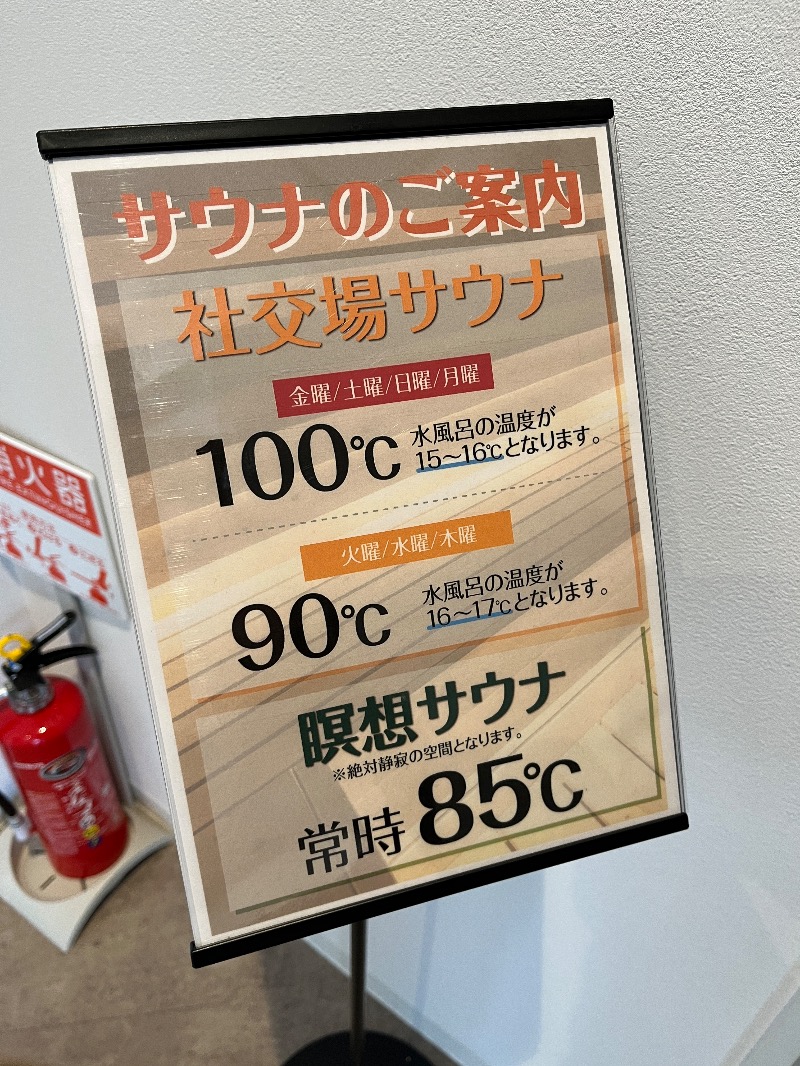 サウナのご案内
社交場サウナ
金曜/土曜/日曜/月曜
100℃
水風呂の温度が
15〜16℃となります。
火曜/水曜/木曜
90℃
水風呂の温度が
16〜17℃となります。
瞑想サウナ
※絶対静寂の空間となります。
常時 85℃
消火器
FIRE EXTINGUISHER